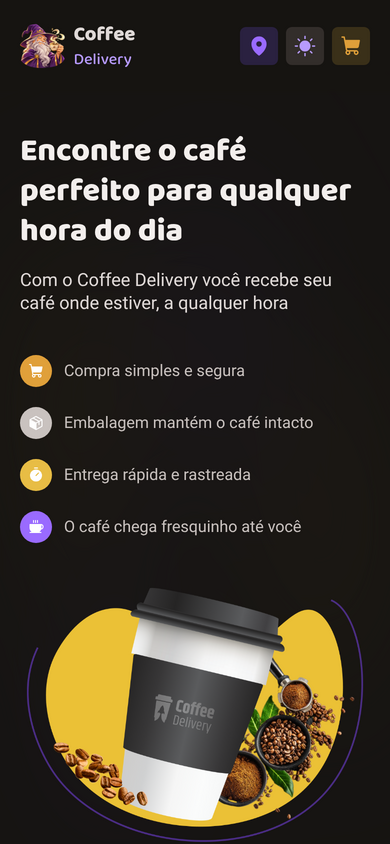 Coffee
Delivery
Encontre o café
perfeito para qualquer
hora do dia
Com o Coffee Delivery você recebe seu
café onde estiver, a qualquer hora
Compra simples e segura
Embalagem mantém o café intacto
Entrega rápida e rastreada
O café chega fresquinho até você
Coffee
Delivery